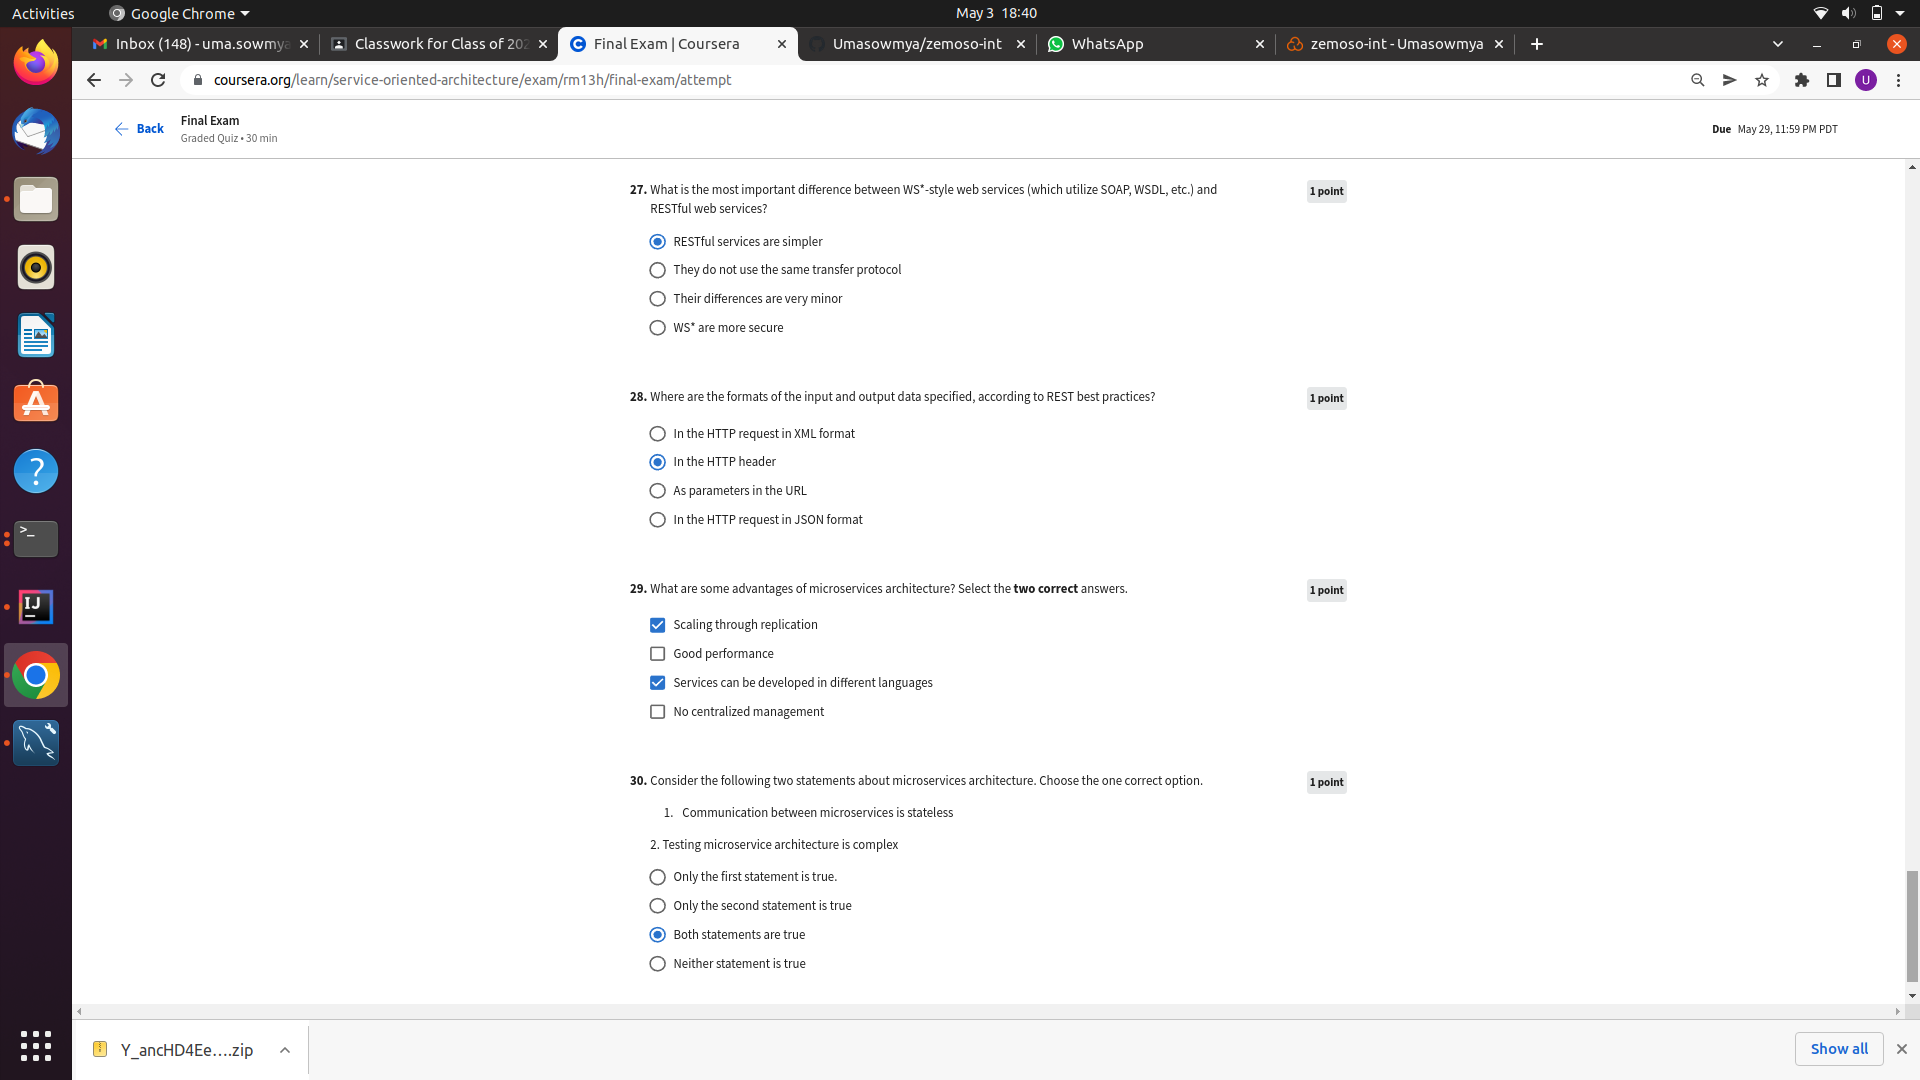 Activities
Google Chrome
May 3 18:40
Inbox (148) - uma.sowmya
Classwork for Class of 202
Final Exam | Coursera
Umasowmya/zemoso-int
WhatsApp
zemoso-int - Umasowmya
coursera.org/learn/service-oriented-architecture/exam/rm13h/final-exam/attempt
U
Back
Final Exam
Graded Quiz • 30 min
Due May 29, 11:59 PM PDT
27. What is the most important difference between WS*-style web services (which utilize SOAP, WSDL, etc.) and
RESTful web services?
1 point
RESTful services are simpler
They do not use the same transfer protocol
Their differences are very minor
WS* are more secure
28. Where are the formats of the input and output data specified, according to REST best practices?
1 point
In the HTTP request in XML format
In the HTTP header
As parameters in the URL
In the HTTP request in JSON format
29. What are some advantages of microservices architecture? Select the two correct answers.
1 point
Scaling through replication
Good performance
Services can be developed in different languages
No centralized management
30. Consider the following two statements about microservices architecture. Choose the one correct option.
1 point
1. Communication between microservices is stateless
2. Testing microservice architecture is complex
Only the first statement is true.
Only the second statement is true
Both statements are true
Neither statement is true
Y_ancHD4Ee....zip
Show all